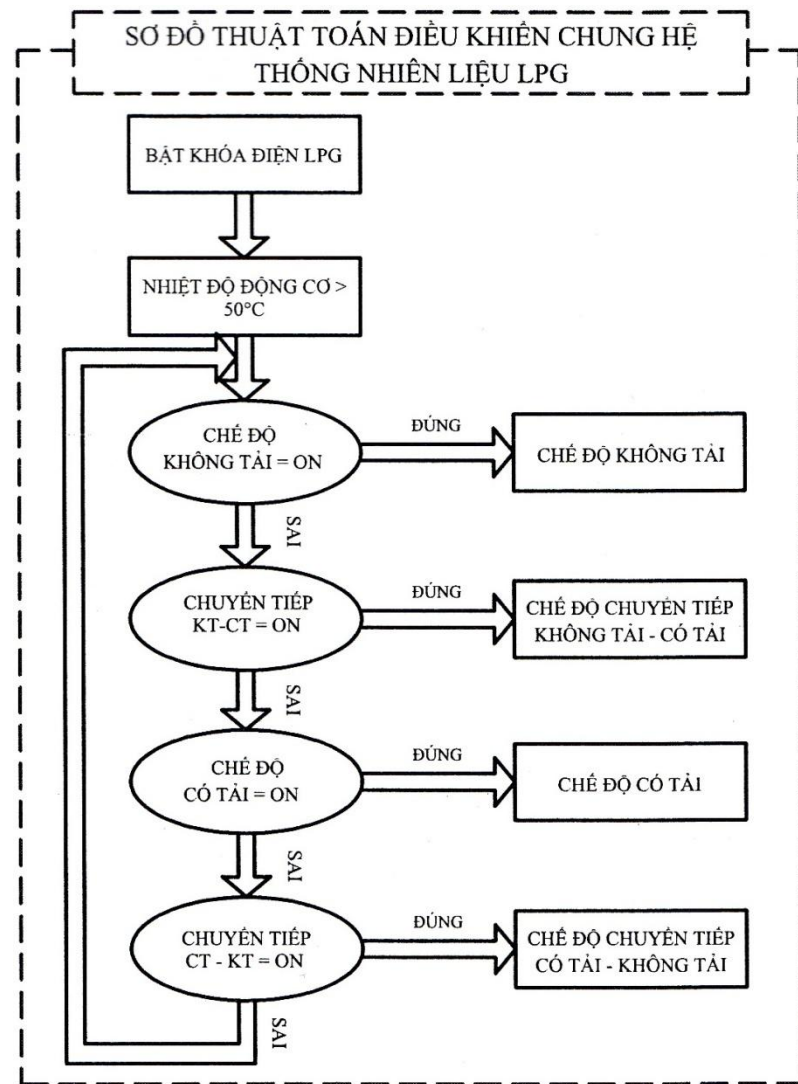 SƠ ĐỒ THUẬT TOÁN ĐIỀU KHIỂN CHUNG HỆ
THỐNG NHIÊN LIỆU LPG
BẬT KHÓA ĐIỆN LPG
NHIỆT ĐỘ ĐỘNG CƠ >
50°C
CHẾ ĐỘ
KHÔNG TẢI = ON
ĐÚNG
CHẾ ĐỘ KHÔNG TẢI
SAI
CHUYỂN TIẾP
KT-CT = ON
ĐÚNG
CHẾ ĐỘ CHUYỂN TIẾP
KHÔNG TẢI - CÓ TẢI
SAI
CHẾ ĐỘ
CÓ TẢI = ON
ĐÚNG
CHẾ ĐỘ CÓ TẢI
SAI
CHUYỂN TIẾP
CT - KT = ON
ĐÚNG
CHẾ ĐỘ CHUYỂN TIẾP
CÓ TẢI - KHÔNG TẢI
SAI